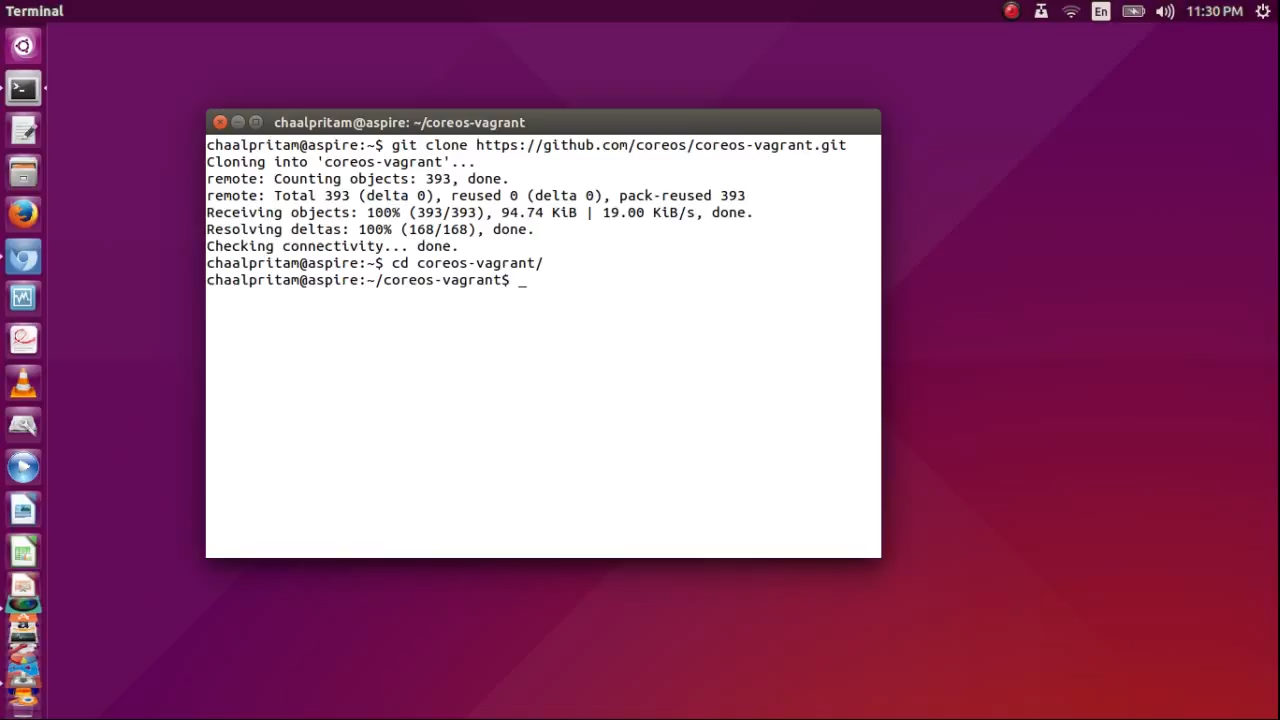 Terminal
En
11:30 PM
chaalpritam@aspire: ~/coreos-vagrant
chaalpritam@aspire:~$ git clone https://github.com/coreos/coreos-vagrant.git
Cloning into 'coreos-vagrant'...
remote: Counting objects: 393, done.
remote: Total 393 (delta 0), reused 0 (delta 0), pack-reused 393
Receiving objects: 100% (393/393), 94.74 KiB | 19.00 KiB/s, done.
Resolving deltas: 100% (168/168), done.
Checking connectivity... done.
chaalpritam@aspire:~$ cd coreos-vagrant/
chaalpritam@aspire:~/coreos-vagrant$ _